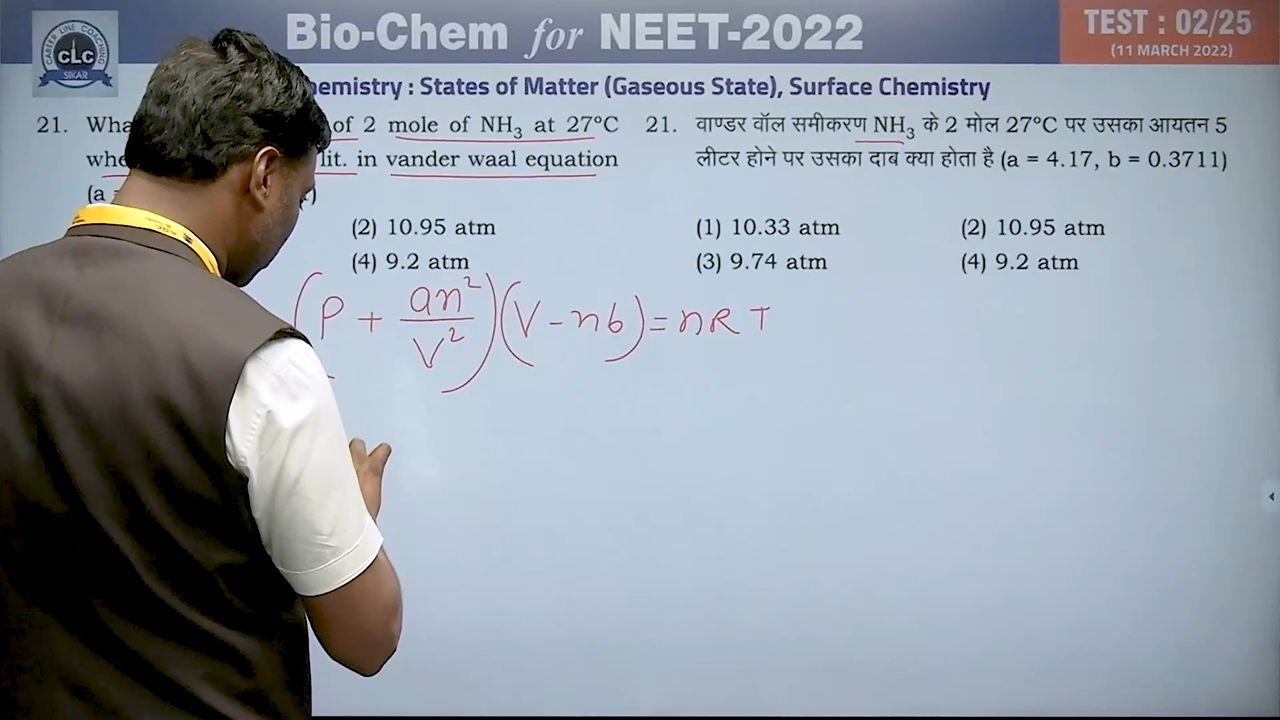 Bio-Chem for NEET-2022
TEST : 02/25
(11 MARCH 2022)
CAREER LINE COACHING
CLC
SIKAR
hemistry : States of Matter (Gaseous State), Surface Chemistry
21. Wha of 2 mole of NH₃ at 27°C
whe lit. in vander waal equation
(a )
(2) 10.95 atm
(4) 9.2 atm
21. वाण्डर वॉल समीकरण NH₃ के 2 मोल 27°C पर उसका आयतन 5
लीटर होने पर उसका दाब क्या होता है (a = 4.17, b = 0.3711)
(1) 10.33 atm (2) 10.95 atm
(3) 9.74 atm (4) 9.2 atm
(P + an²/V²)(V - nb) = nRT